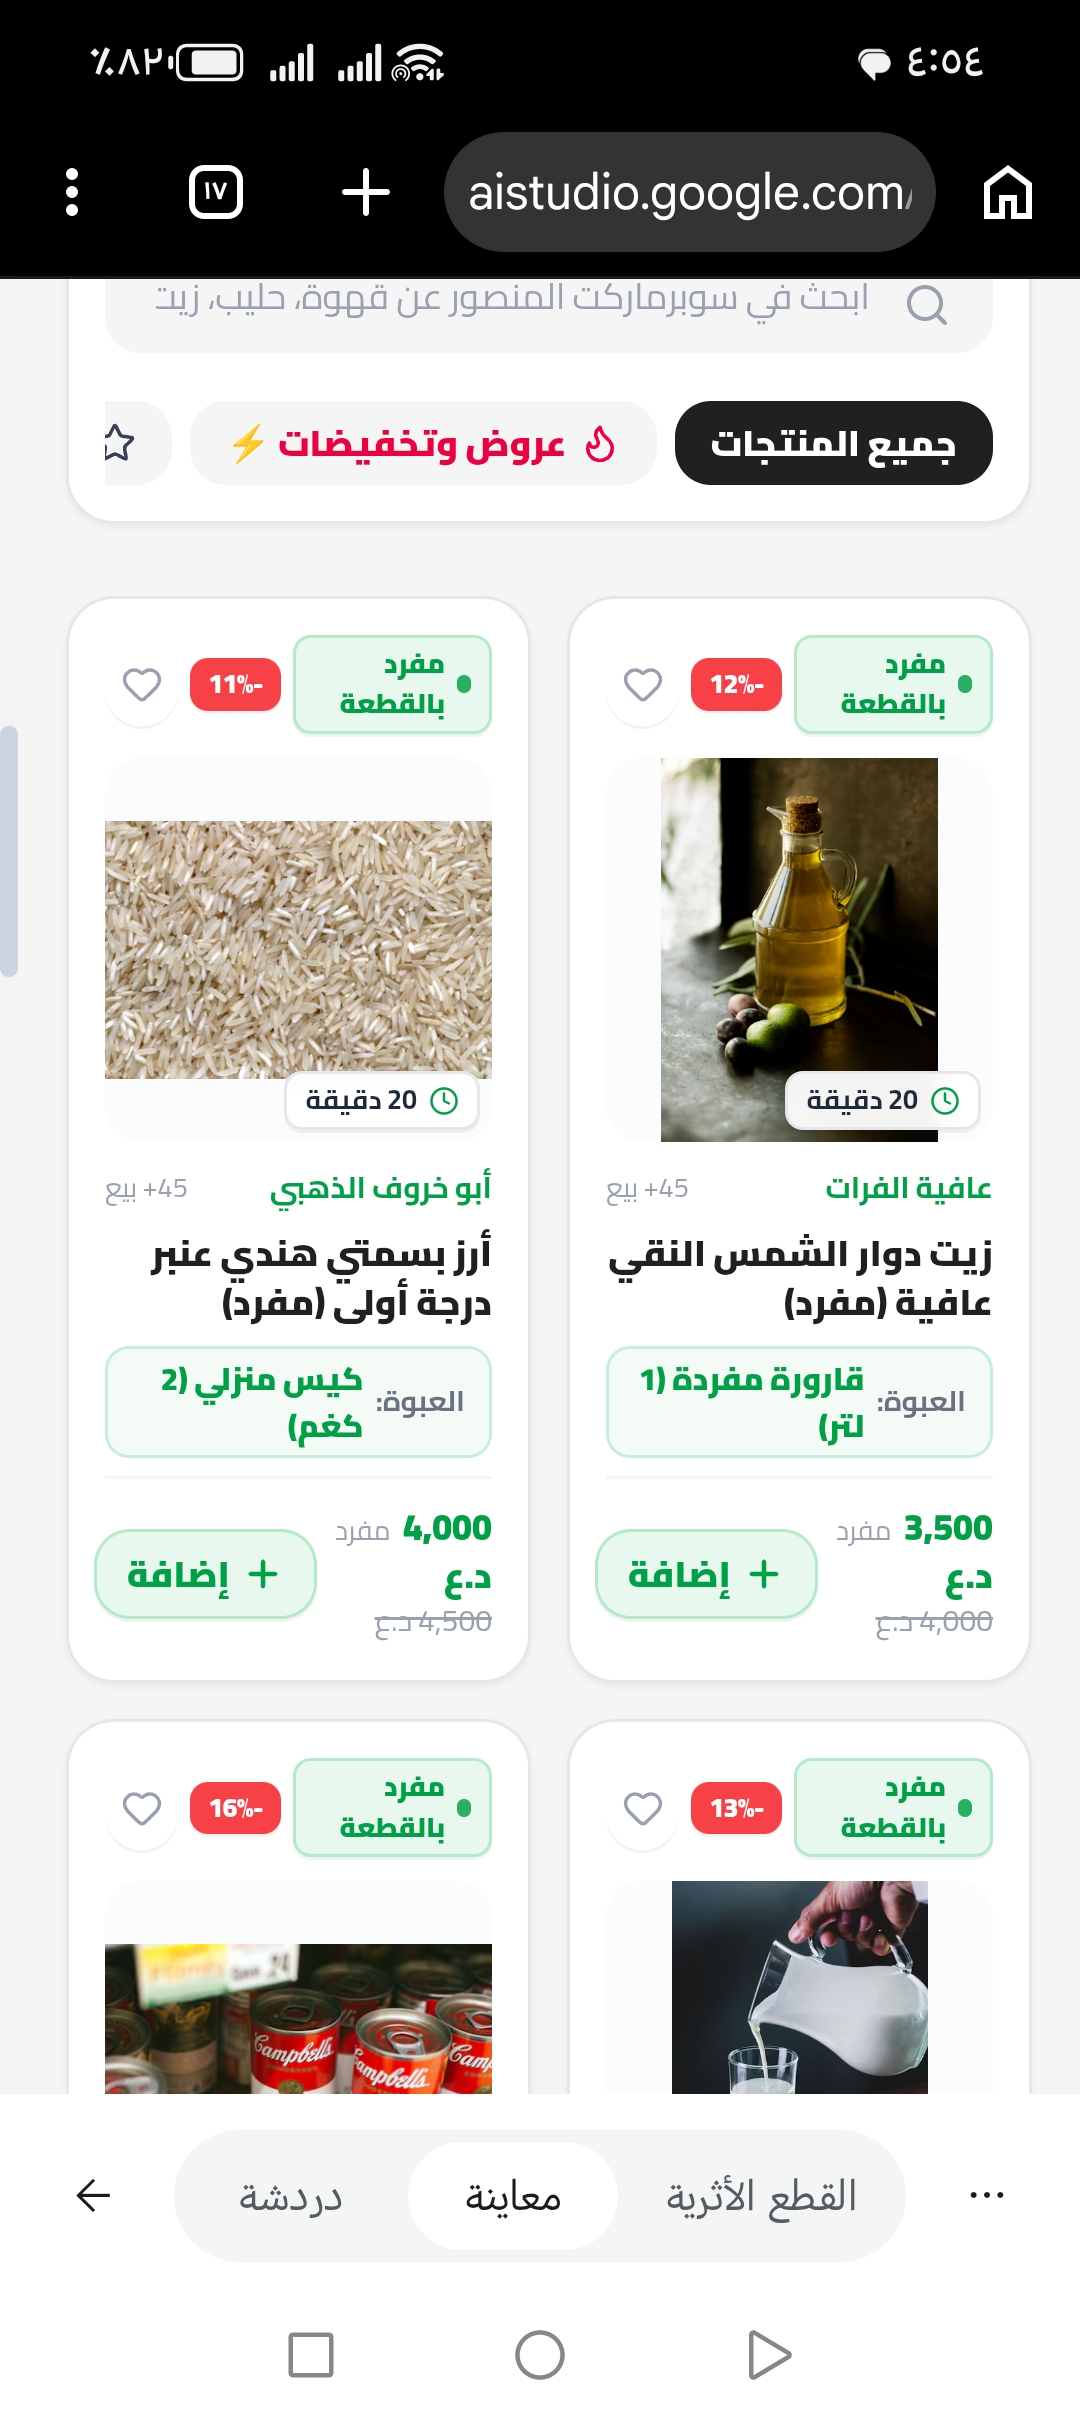 ٤:٥٤
٪٨٢
aistudio.google.com/
١٧
ابحث في سوبرماركت المنصور عن قهوة، حليب، زيت
جميع المنتجات
عروض وتخفيضات ⚡
مفرد بالقطعة
-12%
20 دقيقة
عافية الفرات
45+ بيع
زيت دوار الشمس النقي
عافية (مفرد)
العبوة:
قارورة مفردة (1
لتر)
3,500 مفرد
د.ع
4,000 د.ع
+ إضافة
مفرد بالقطعة
-11%
20 دقيقة
أبو خروف الذهبي
45+ بيع
أرز بسمتي هندي عنبر
درجة أولى (مفرد)
العبوة:
كيس منزلي (2
كغم)
4,000 مفرد
د.ع
4,500 د.ع
+ إضافة
مفرد بالقطعة
-13%
مفرد بالقطعة
-16%
Campbell's
Campbell's
القطع الأثرية
معاينة
دردشة